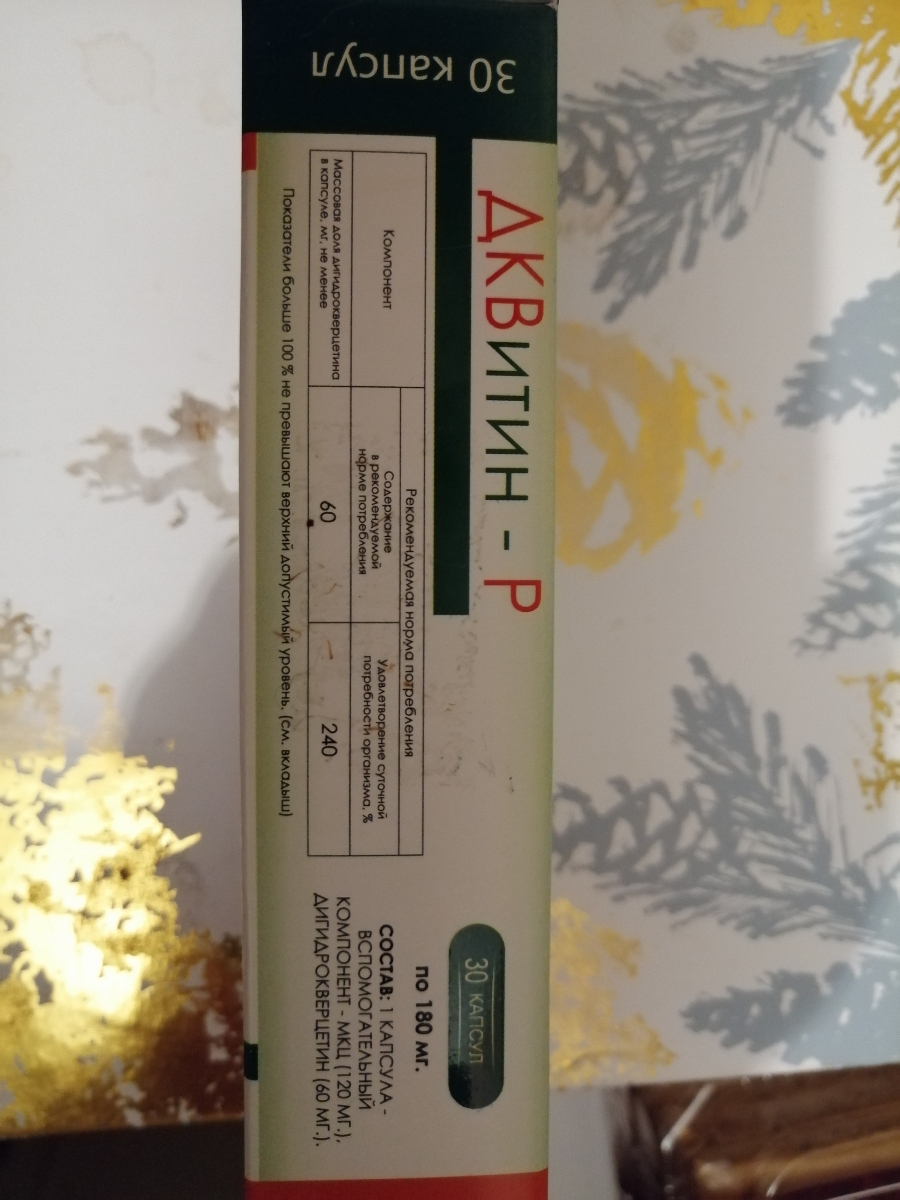 30 капсул
ДКВИТИН - Р
Компонент
Рекомендуемая норма потребления
Содержание
в рекомендуемой
норме потребления
Удовлетворение суточной
потребности организма, %
Массовая доля дигидрокверцетина
в капсуле, мг, не менее
60
240
Показатели больше 100 % не превышают верхний допустимый уровень. (см. вкладыш)
30 КАПСУЛ
по 180 мг.
СОСТАВ: 1 КАПСУЛА -
ВСПОМОГАТЕЛЬНЫЙ
КОМПОНЕНТ - МКЦ (120 МГ.),
ДИГИДРОКВЕРЦЕТИН (60 МГ.).